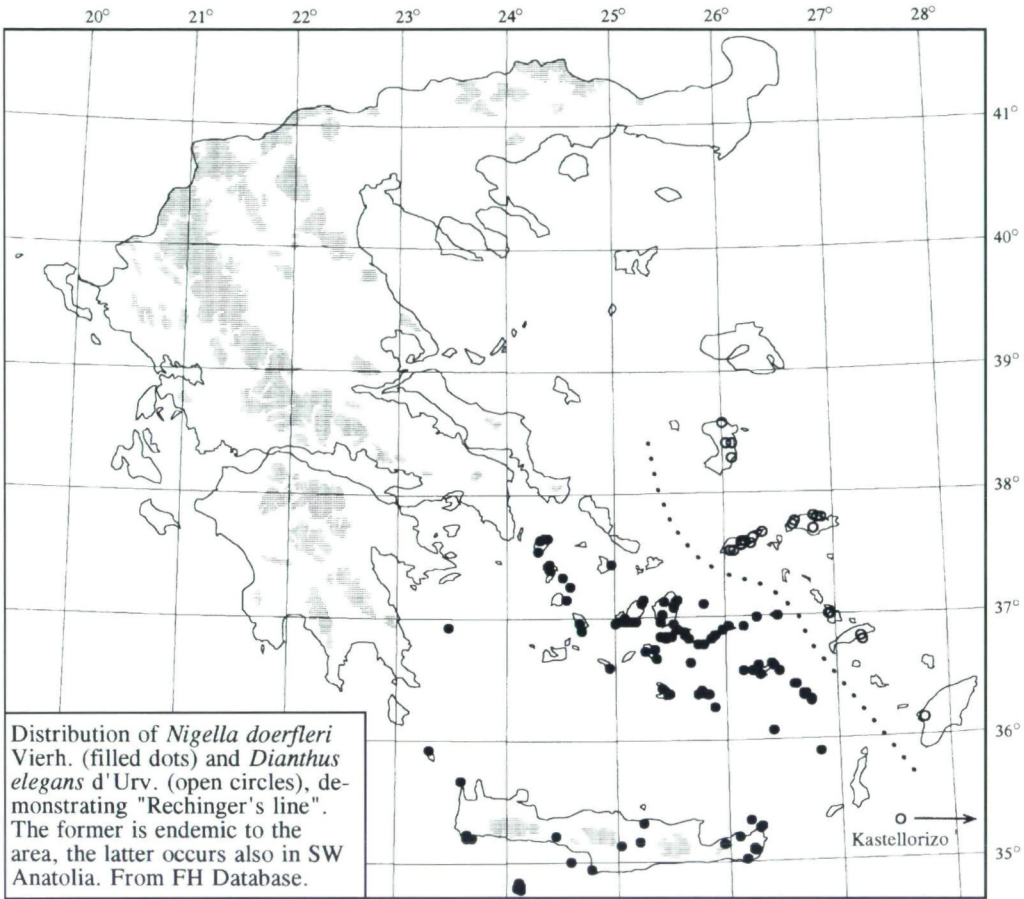 20° 21° 22° 23° 24° 25° 26° 27° 28°
41°
40°
39°
38°
37°
36°
35°
Kastellorizo
Distribution of Nigella doerfleri
Vierh. (filled dots) and Dianthus
elegans d'Urv. (open circles), de-
monstrating "Rechinger's line".
The former is endemic to the
area, the latter occurs also in SW
Anatolia. From FH Database.